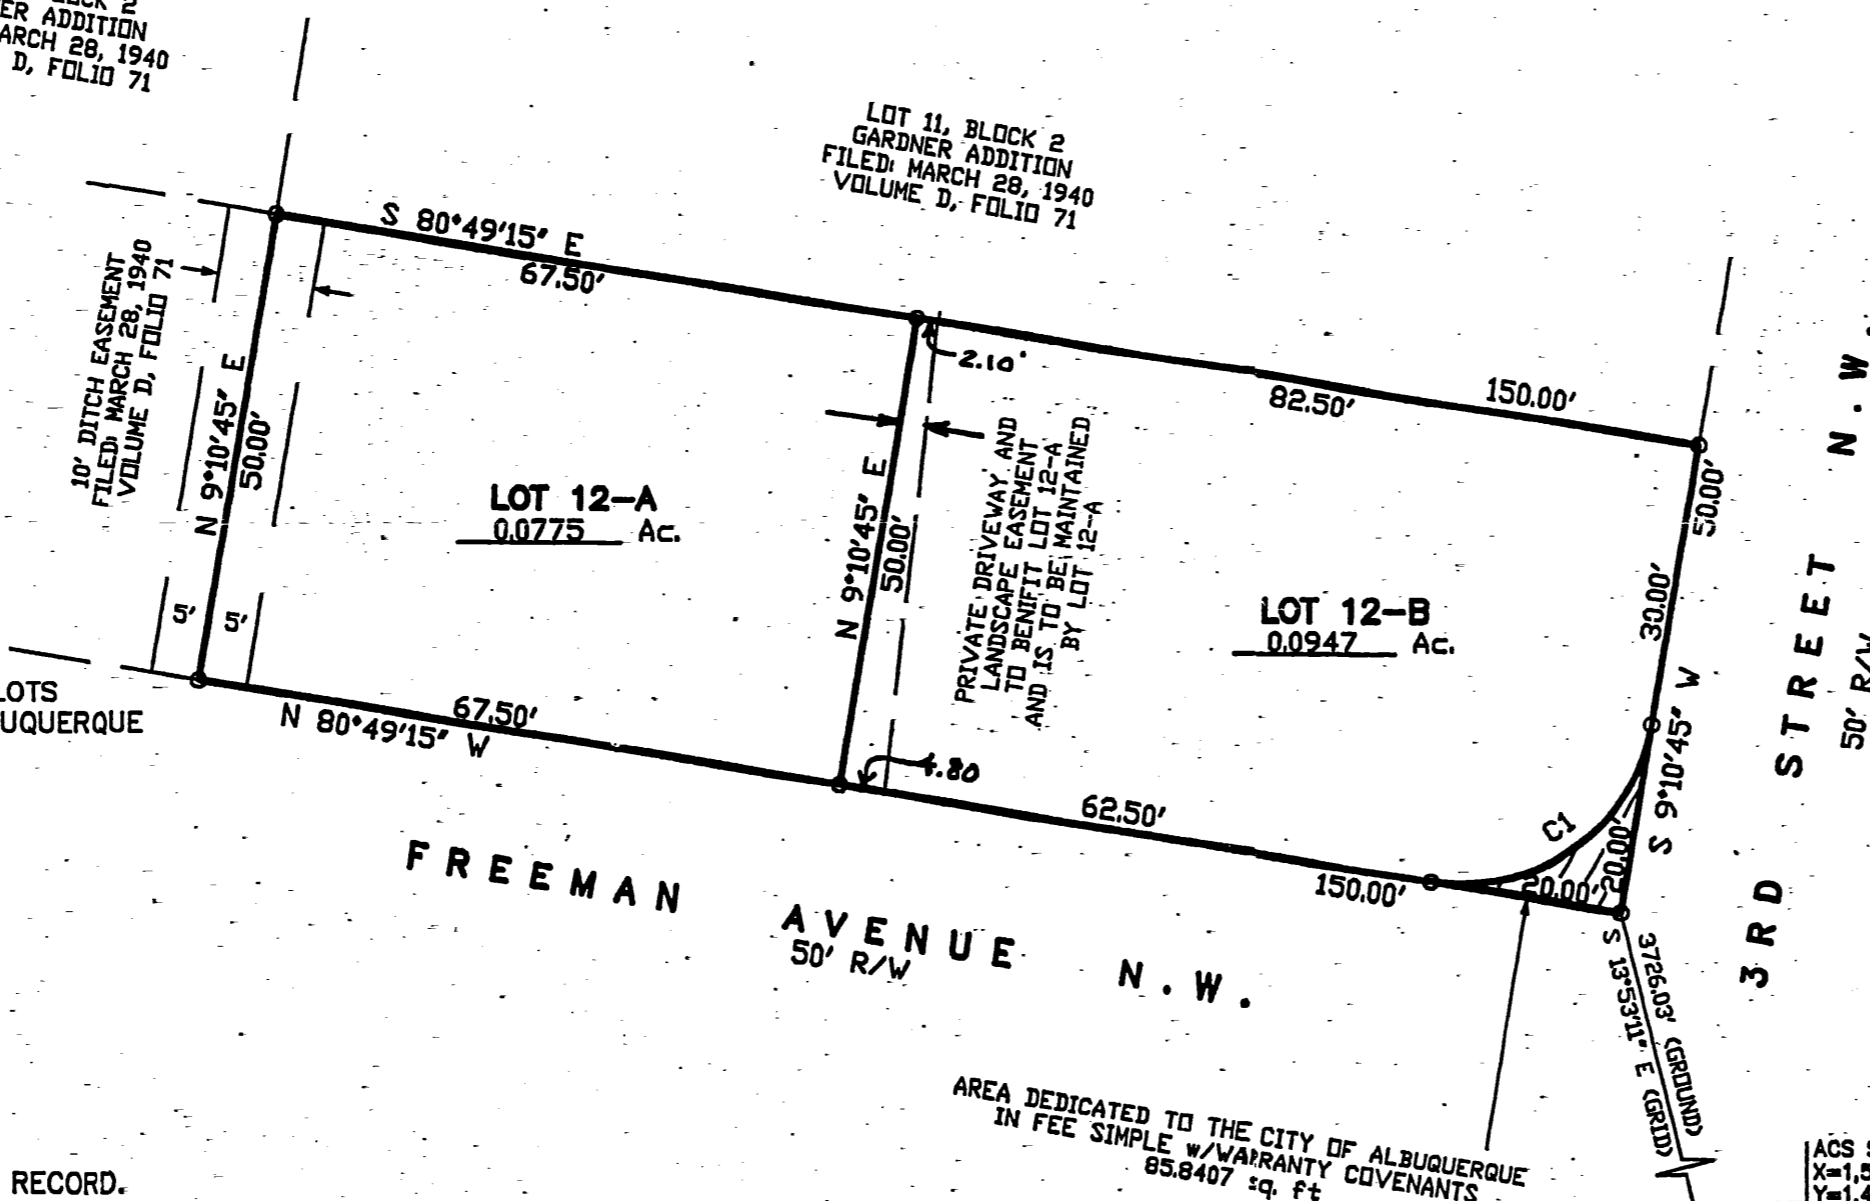 ER ADDITION
MARCH 28, 1940
D, FOLIO 71
LOT 11, BLOCK 2
GARDNER ADDITION
FILED: MARCH 28, 1940
VOLUME D, FOLIO 71
S 80°49'15" E
67.50'
10' DITCH EASEMENT
FILED: MARCH 28, 1940
VOLUME D, FOLIO 71
N 9°10'45" E
50.00'
5'
5'
LOT 12-A
0.0775 Ac.
2.10'
82.50'
150.00'
N 9°10'45" E
50.00'
PRIVATE DRIVEWAY AND
LANDSCAPE EASEMENT
TO BENIFIT LOT 12-A
AND IS TO BE MAINTAINED
BY LOT 12-A
LOT 12-B
0.0947 Ac.
50.00'
30.00'
S 9°10'45" W
3RD STREET N.W.
50' R/W
LOTS
UQUERQUE
67.50'
N 80°49'15" W
4.80
62.50'
150.00'
C1
20.00'
20.00'
FREEMAN AVENUE N.W.
50' R/W
3726.03' (GROUND)
S 13°53'11" E (GRID)
AREA DEDICATED TO THE CITY OF ALBUQUERQUE
IN FEE SIMPLE w/WARRANTY COVENANTS
85.8407 sq. ft
RECORD.
ACS
X=1,5
Y=1,4